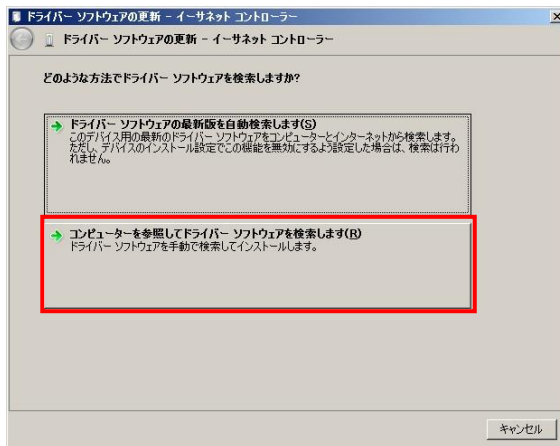 ドライバー ソフトウェアの更新 - イーサネット コントローラー
ドライバー ソフトウェアの更新 - イーサネット コントローラー
どのような方法でドライバー ソフトウェアを検索しますか?
ドライバー ソフトウェアの最新版を自動検索します(S)
このデバイス用の最新のドライバー ソフトウェアをコンピューターとインターネットから検索します。
ただし、デバイスのインストール設定でこの機能を無効にするよう設定した場合は、検索は行わ
れません。
コンピューターを参照してドライバー ソフトウェアを検索します(R)
ドライバー ソフトウェアを手動で検索してインストールします。
キャンセル